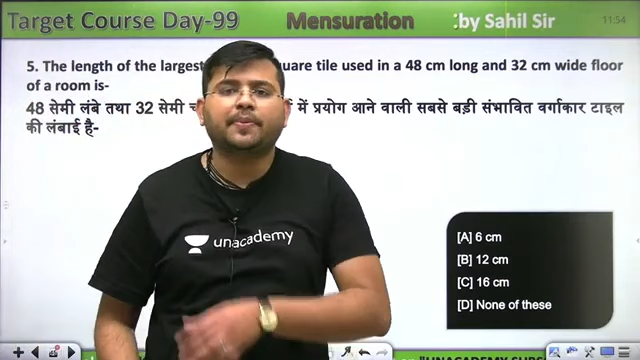 Target Course Day-99 Mensuration :by Sahil Sir 11:54
5. The length of the largest quare tile used in a 48 cm long and 32 cm wide floor
of a room is-
48 सेमी लंबे तथा 32 सेमी में प्रयोग आने वाली सबसे बड़ी संभावित वर्गाकार टाइल
की लंबाई है-
unacademy
[A] 6 cm
[B] 12 cm
[C] 16 cm
[D] None of these